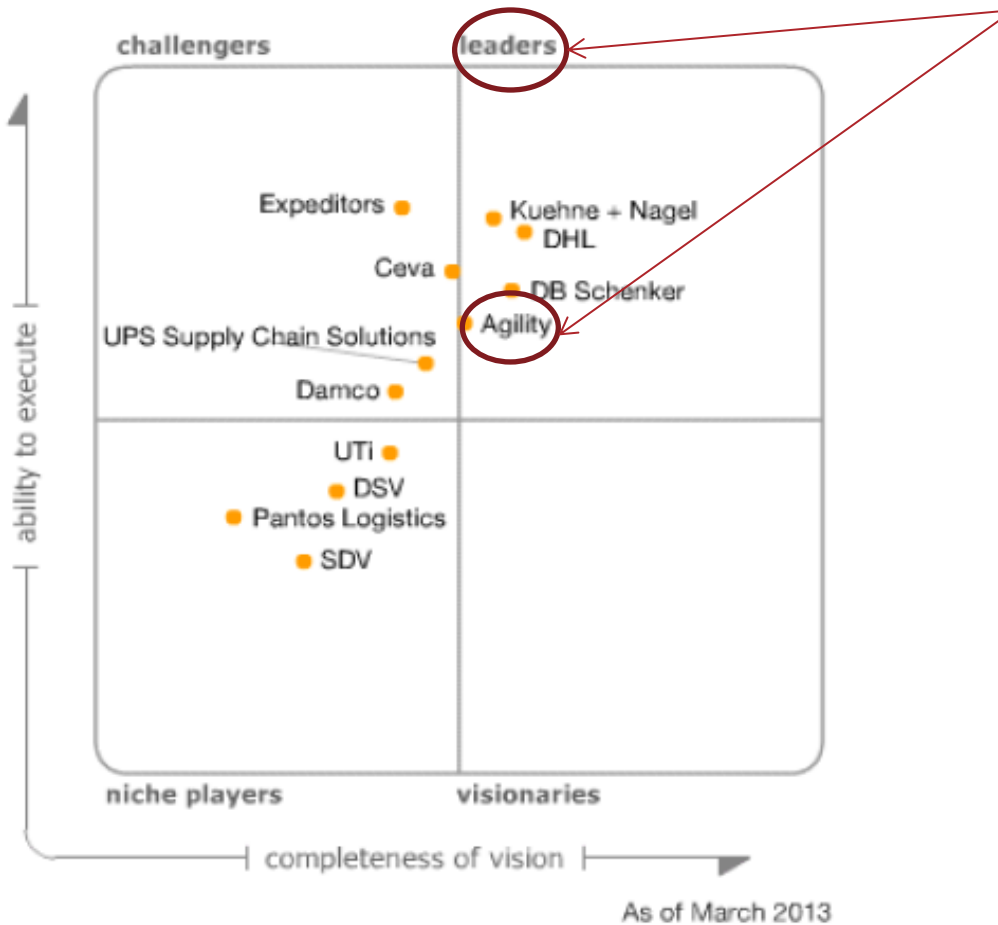 challengers
leaders
Expeditors
Kuehne + Nagel
DHL
Ceva
DB Schenker
Agility
UPS Supply Chain Solutions
Damco
ability to execute
UTi
DSV
Pantos Logistics
SDV
niche players
visionaries
completeness of vision
As of March 2013